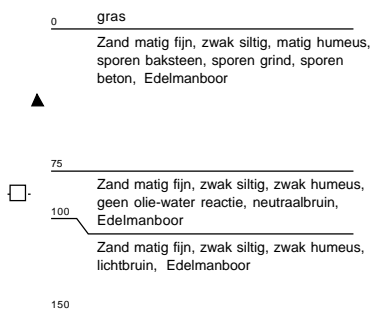 0 gras
Zand matig fijn, zwak siltig, matig humeus,
sporen baksteen, sporen grind, sporen
beton, Edelmanboor
75
Zand matig fijn, zwak siltig, zwak humeus,
geen olie-water reactie, neutraalbruin,
Edelmanboor
100
Zand matig fijn, zwak siltig, zwak humeus,
lichtbruin, Edelmanboor
150